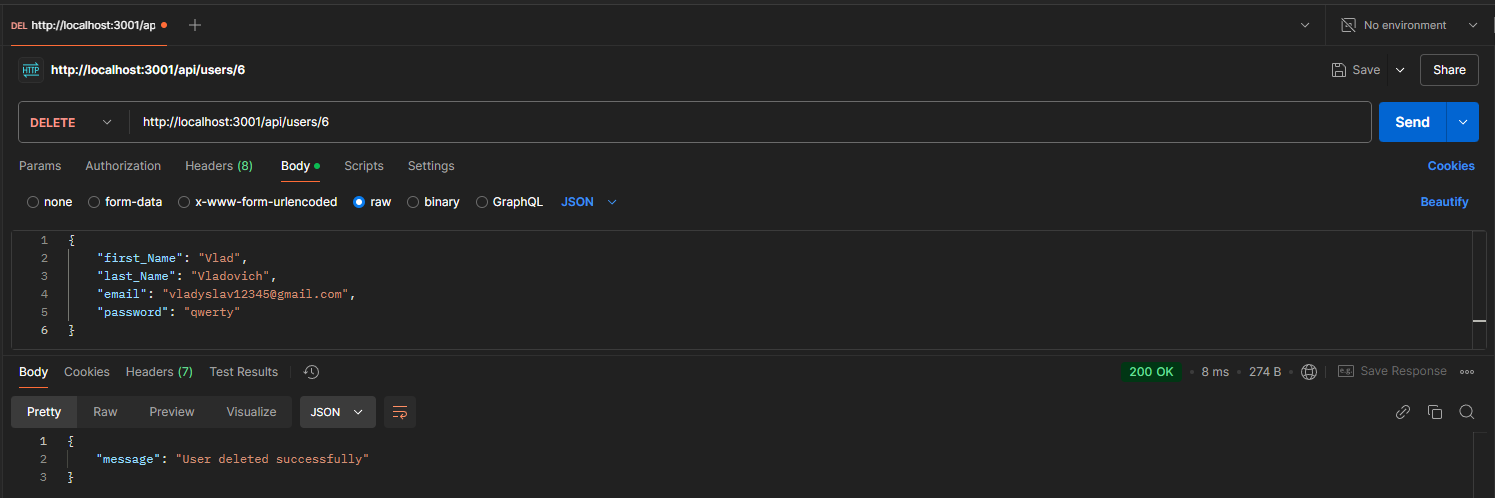 DEL http://localhost:3001/ap
No environment
HTTP http://localhost:3001/api/users/6
Save
Share
DELETE http://localhost:3001/api/users/6
Send
Params Authorization Headers (8) Body Scripts Settings
Cookies
none form-data x-www-form-urlencoded raw binary GraphQL JSON
Beautify
1 {
2 "first_Name": "Vlad",
3 "last_Name": "Vladovich",
4 "email": "vladyslav12345@gmail.com",
5 "password": "qwerty"
6 }
Body Cookies Headers (7) Test Results
200 OK • 8 ms • 274 B •
e.g. Save Response
Pretty Raw Preview Visualize JSON
1 {
2 "message": "User deleted successfully"
3 }